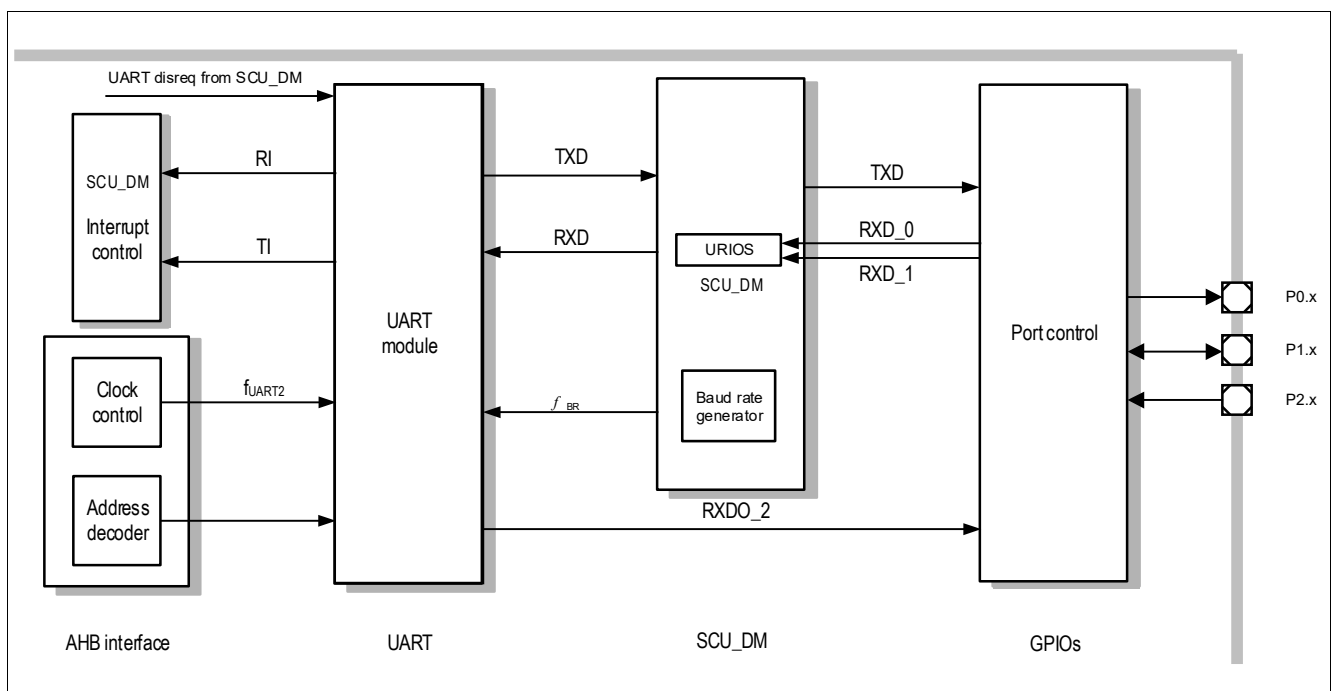 UART disreq from SCU_DM
SCU_DM
Interrupt
control
RI
TI
Clock
control
fUART2
Address
decoder
AHB interface
UART
module
UART
TXD
RXD
f BR
RXDO_2
URIOS
SCU_DM
Baud rate
generator
SCU_DM
TXD
RXD_0
RXD_1
Port control
GPIOs
P0.x
P1.x
P2.x